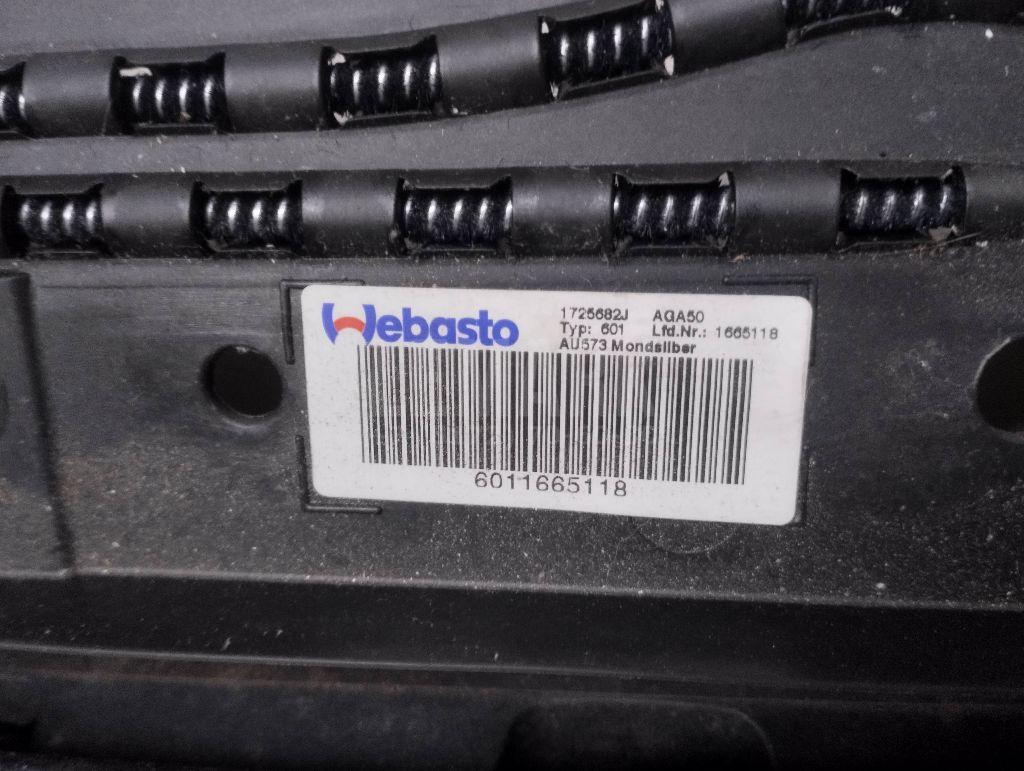 Webasto
1725682J AGA50
Typ: 601 Lfd.Nr.: 1665118
AU573 Mondsilber
6011665118